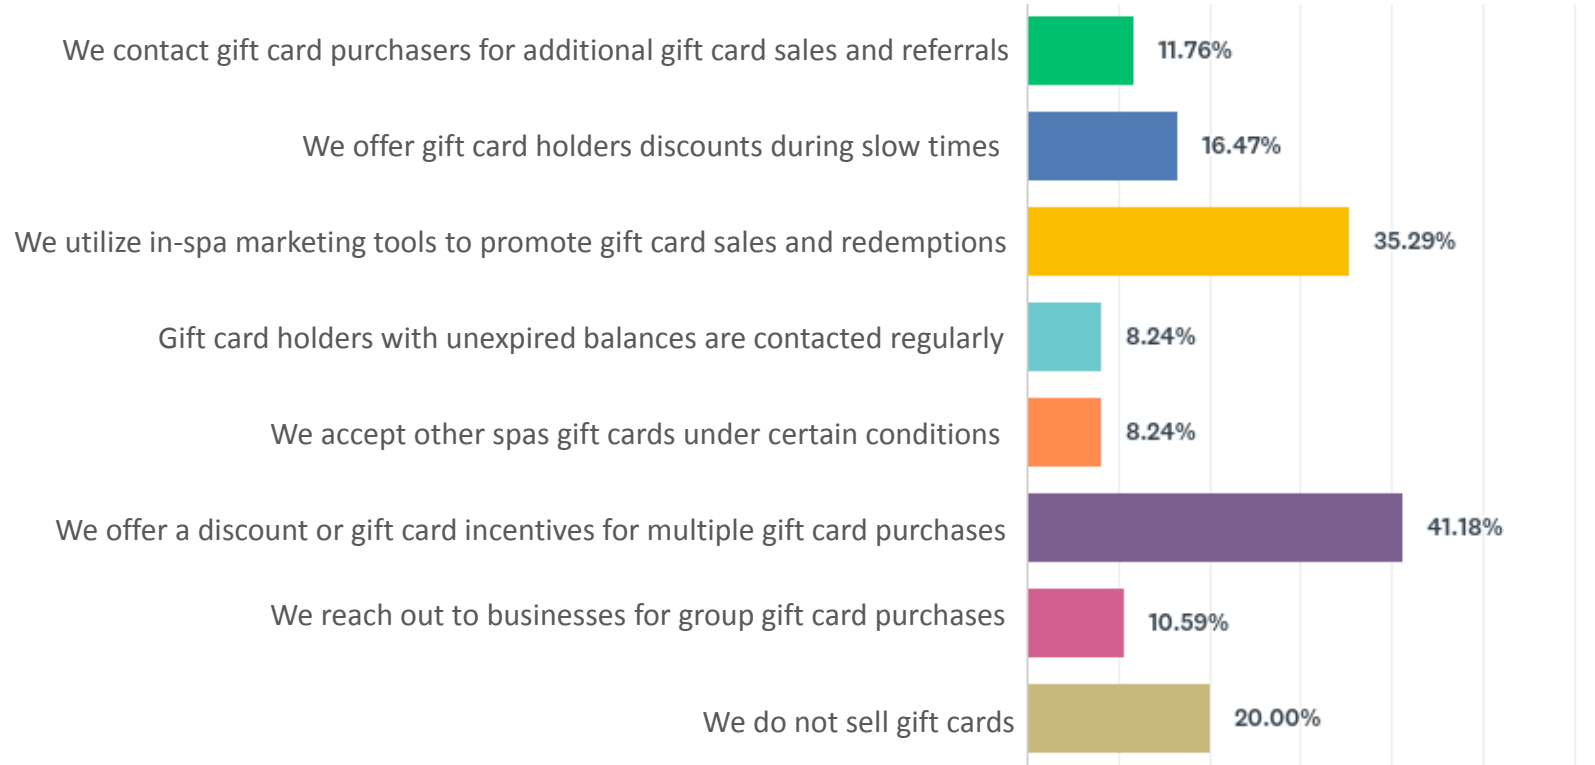 We contact gift card purchasers for additional gift card sales and referrals 11.76%
We offer gift card holders discounts during slow times 16.47%
We utilize in-spa marketing tools to promote gift card sales and redemptions 35.29%
Gift card holders with unexpired balances are contacted regularly 8.24%
We accept other spas gift cards under certain conditions 8.24%
We offer a discount or gift card incentives for multiple gift card purchases 41.18%
We reach out to businesses for group gift card purchases 10.59%
We do not sell gift cards 20.00%